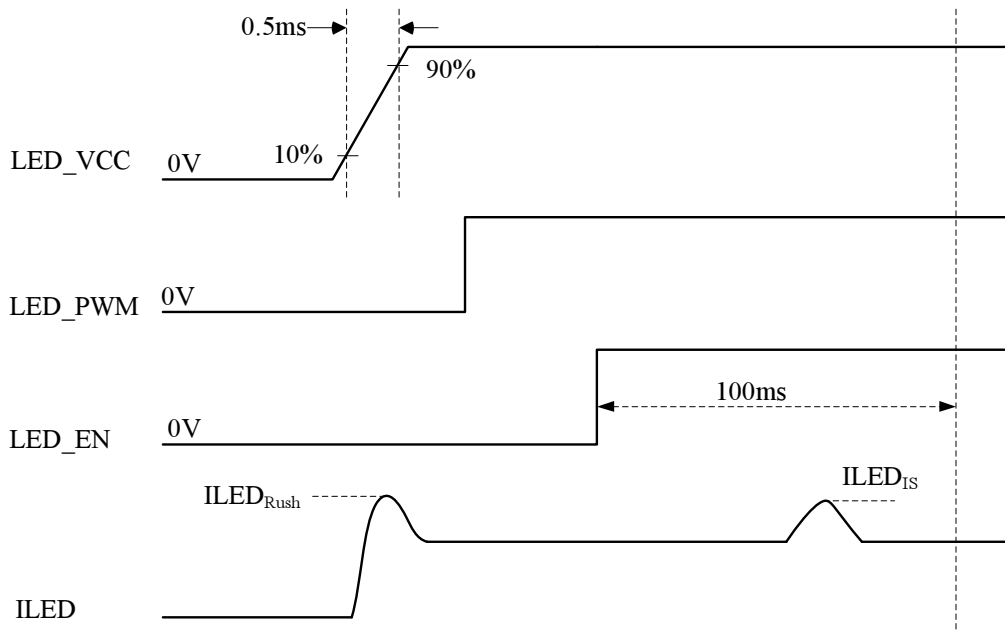 0.5ms
90%
10%
LED_VCC 0V
0V
LED_PWM
100ms
0V
LED_EN
ILEDRush
ILEDIS
ILED